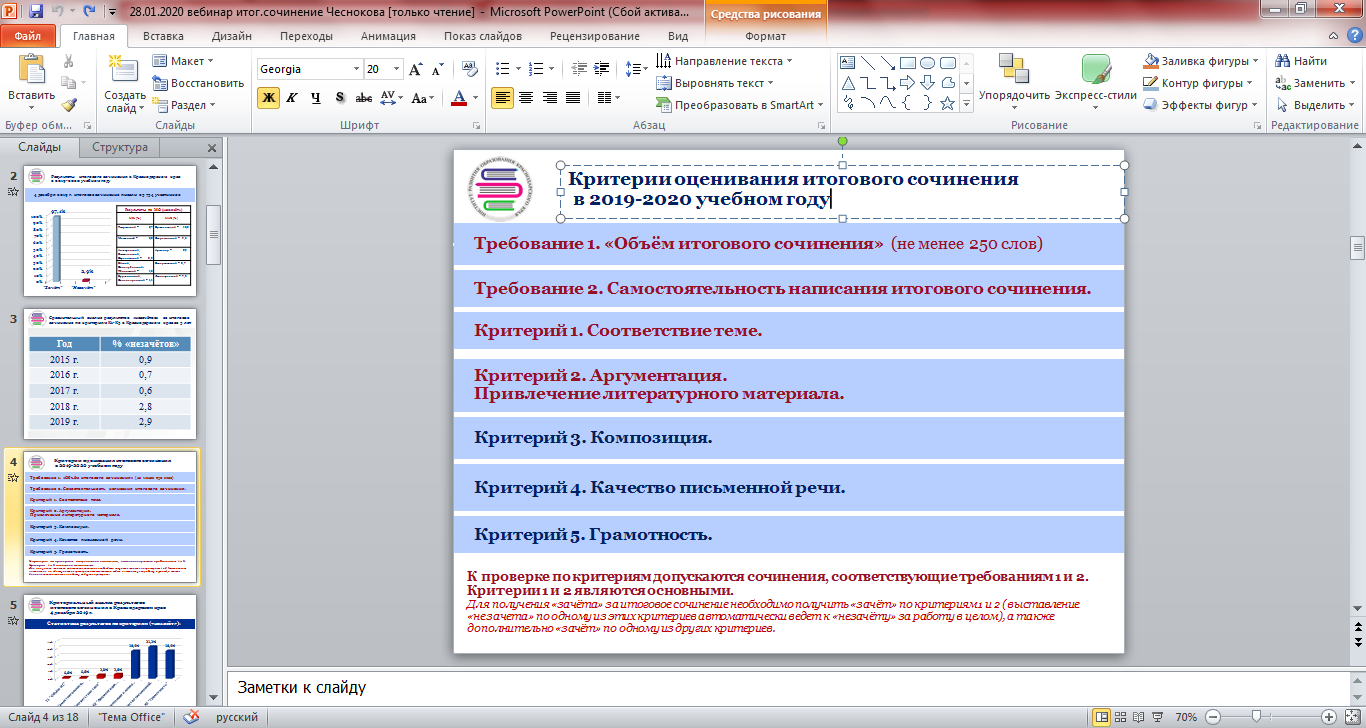 28.01.2020 вебинар итог.сочинение Чеснокова [только чтение] - Microsoft PowerPoint (Сбой актива...
Средства рисования
Файл
Главная
Вставка
Дизайн
Переходы
Анимация
Показ слайдов
Рецензирование
Вид
Формат
Вставить
Буфер обм...
Создать слайд
Макет
Восстановить
Раздел
Слайды
Georgia
20
Ж К Ч S abc AV Aa A
Шрифт
Направление текста
Выровнять текст
Преобразовать в SmartArt
Абзац
Упорядочить
Экспресс-стили
Заливка фигуры
Контур фигуры
Эффекты фигур
Рисование
Найти
Заменить
Выделить
Редактирование
Слайды
Структура
2
3
Год
% «незачётов»
2015 г.
0,9
2016 г.
0,7
2017 г.
0,6
2018 г.
2,8
2019 г.
2,9
4
5
Критерии оценивания итогового сочинения
в 2019-2020 учебном году
Требование 1. «Объём итогового сочинения» (не менее 250 слов)
Требование 2. Самостоятельность написания итогового сочинения.
Критерий 1. Соответствие теме.
Критерий 2. Аргументация.
Привлечение литературного материала.
Критерий 3. Композиция.
Критерий 4. Качество письменной речи.
Критерий 5. Грамотность.
К проверке по критериям допускаются сочинения, соответствующие требованиям 1 и 2.
Критерии 1 и 2 являются основными.
Для получения «зачёта» за итоговое сочинение необходимо получить «зачёт» по критериям 1 и 2 (выставление
«незачета» по одному из этих критериев автоматически ведет к «незачёту» за работу в целом), а также
дополнительно «зачёт» по одному из других критериев.
Заметки к слайду
Слайд 4 из 18
"Тема Office"
русский
70%